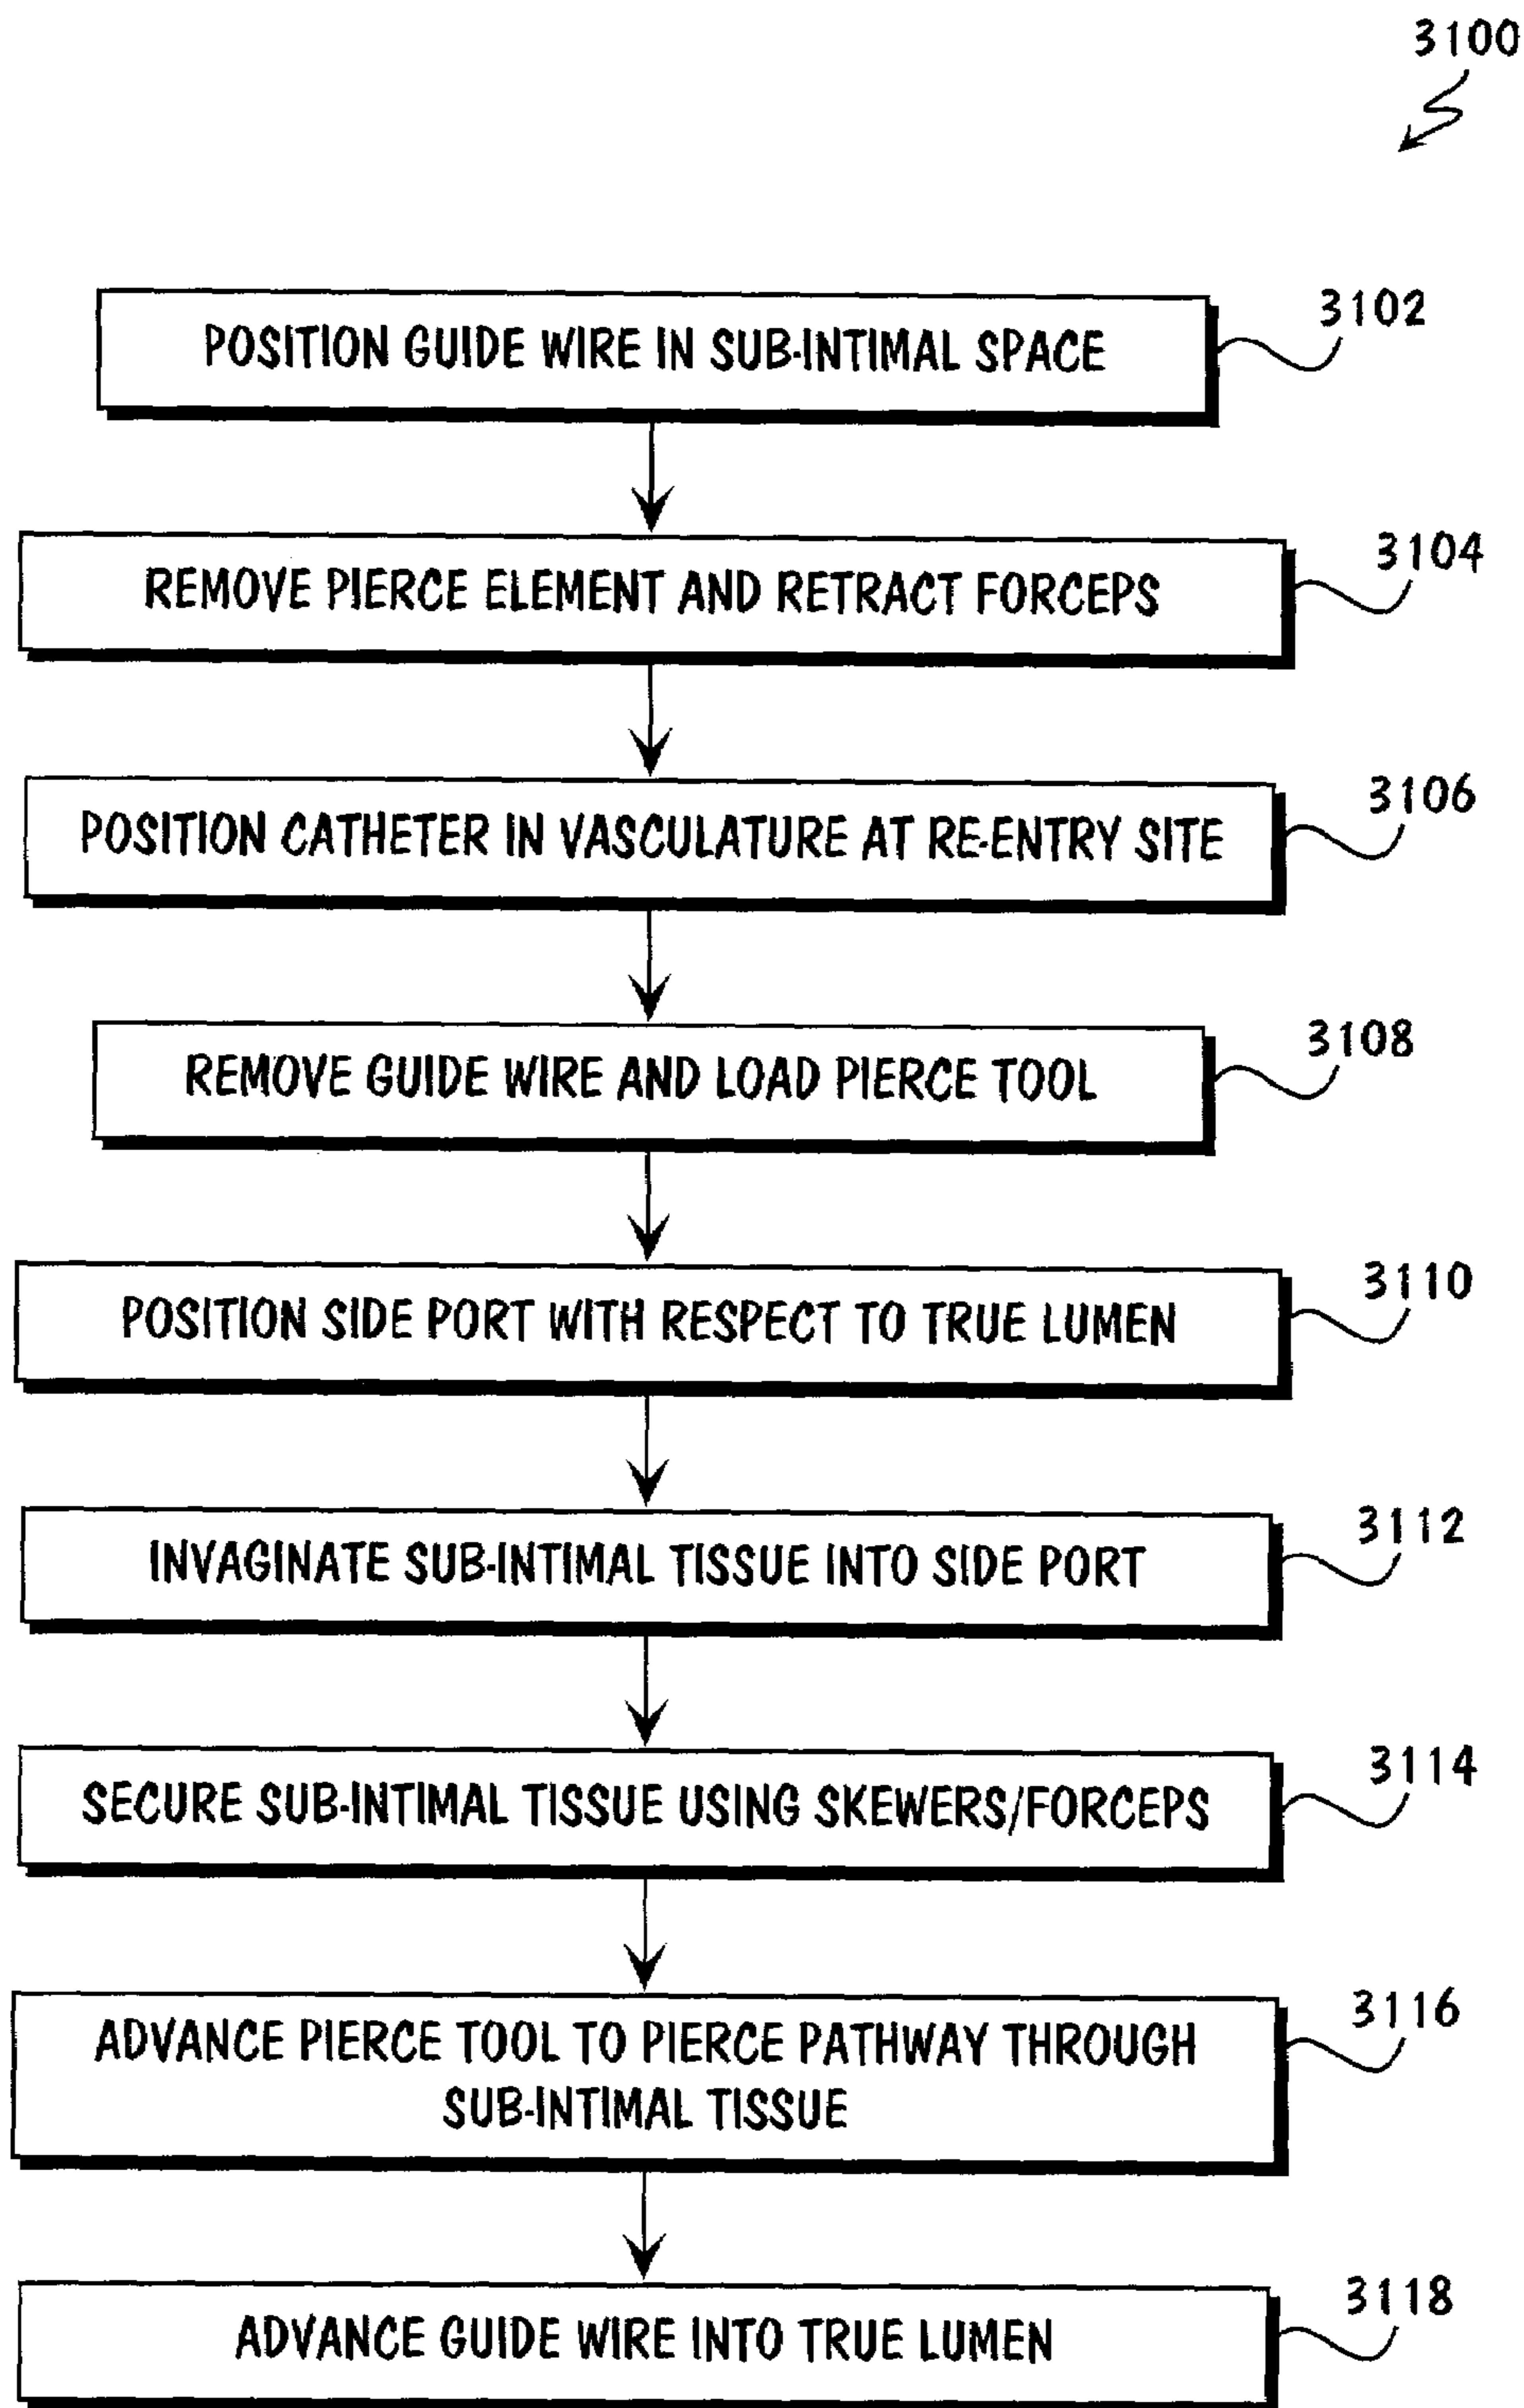 3100
POSITION GUIDE WIRE IN SUB-INTIMAL SPACE
3102
REMOVE PIERCE ELEMENT AND RETRACT FORCEPS
3104
POSITION CATHETER IN VASCULATURE AT RE-ENTRY SITE
3106
REMOVE GUIDE WIRE AND LOAD PIERCE TOOL
3108
POSITION SIDE PORT WITH RESPECT TO TRUE LUMEN
3110
INVAGINATE SUB-INTIMAL TISSUE INTO SIDE PORT
3112
SECURE SUB-INTIMAL TISSUE USING SKEWERS/FORCEPS
3114
ADVANCE PIERCE TOOL TO PIERCE PATHWAY THROUGH
SUB-INTIMAL TISSUE
3116
ADVANCE GUIDE WIRE INTO TRUE LUMEN
3118